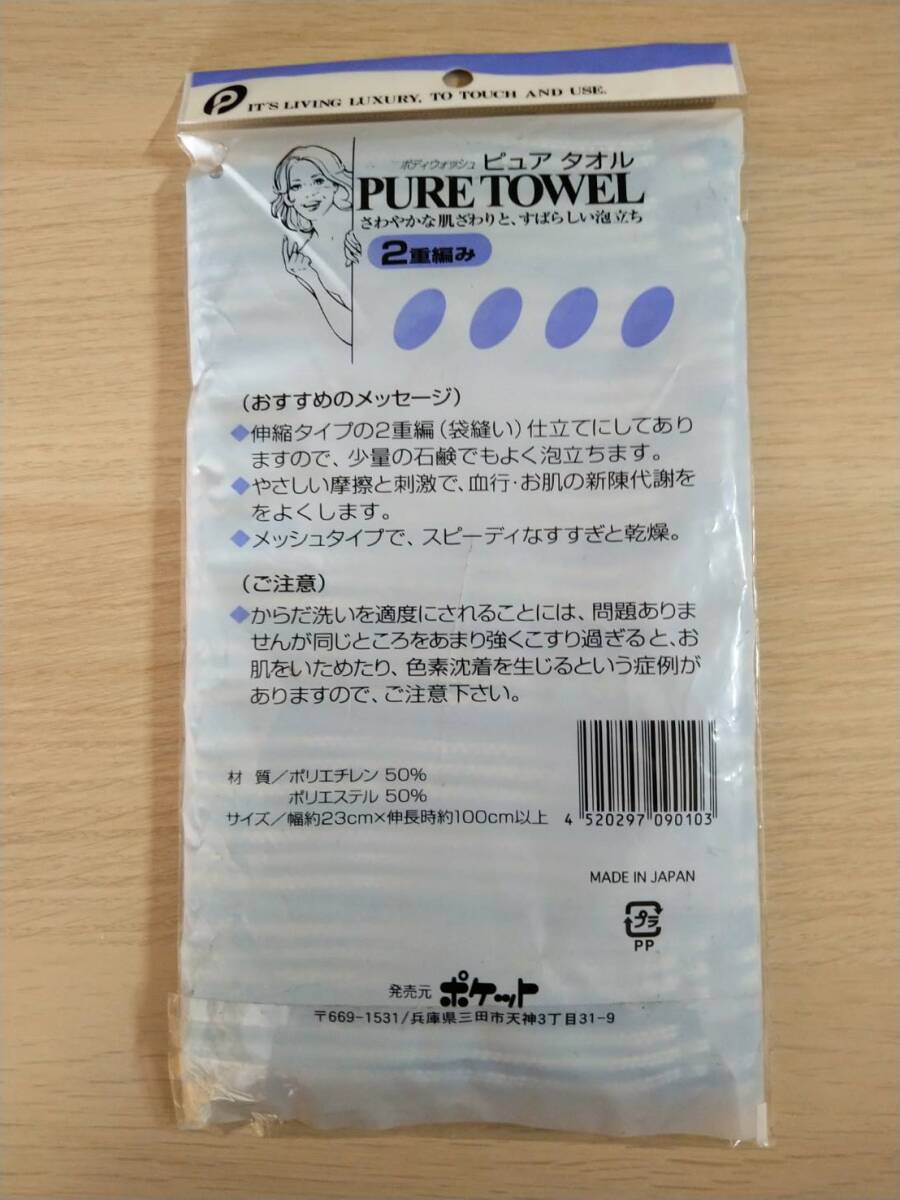 IT'S LIVING LUXURY, TO TOUCH AND USE.
ボディウォッシュ ピュア タオル
PURE TOWEL
さわやかな肌ざわりと、すばらしい泡立ち
2重編み
(おすすめのメッセージ)
◆伸縮タイプの2重編(袋縫い)仕立てにしてあり
ますので、少量の石鹸でもよく泡立ちます。
◆やさしい摩擦と刺激で、血行・お肌の新陳代謝を
をよくします。
◆メッシュタイプで、スピーディなすすぎと乾燥。
(ご注意)
◆からだ洗いを適度にされることには、問題ありま
せんが同じところをあまり強くこすり過ぎると、お
肌をいためたり、色素沈着を生じるという症例が
ありますので、ご注意下さい。
材 質/ポリエチレン 50%
ポリエステル 50%
サイズ/幅約23cm×伸長時約100cm以上
4 520297 090103
MADE IN JAPAN
プラ
PP
発売元 ポケット
〒669-1531/兵庫県三田市天神3丁目31-9